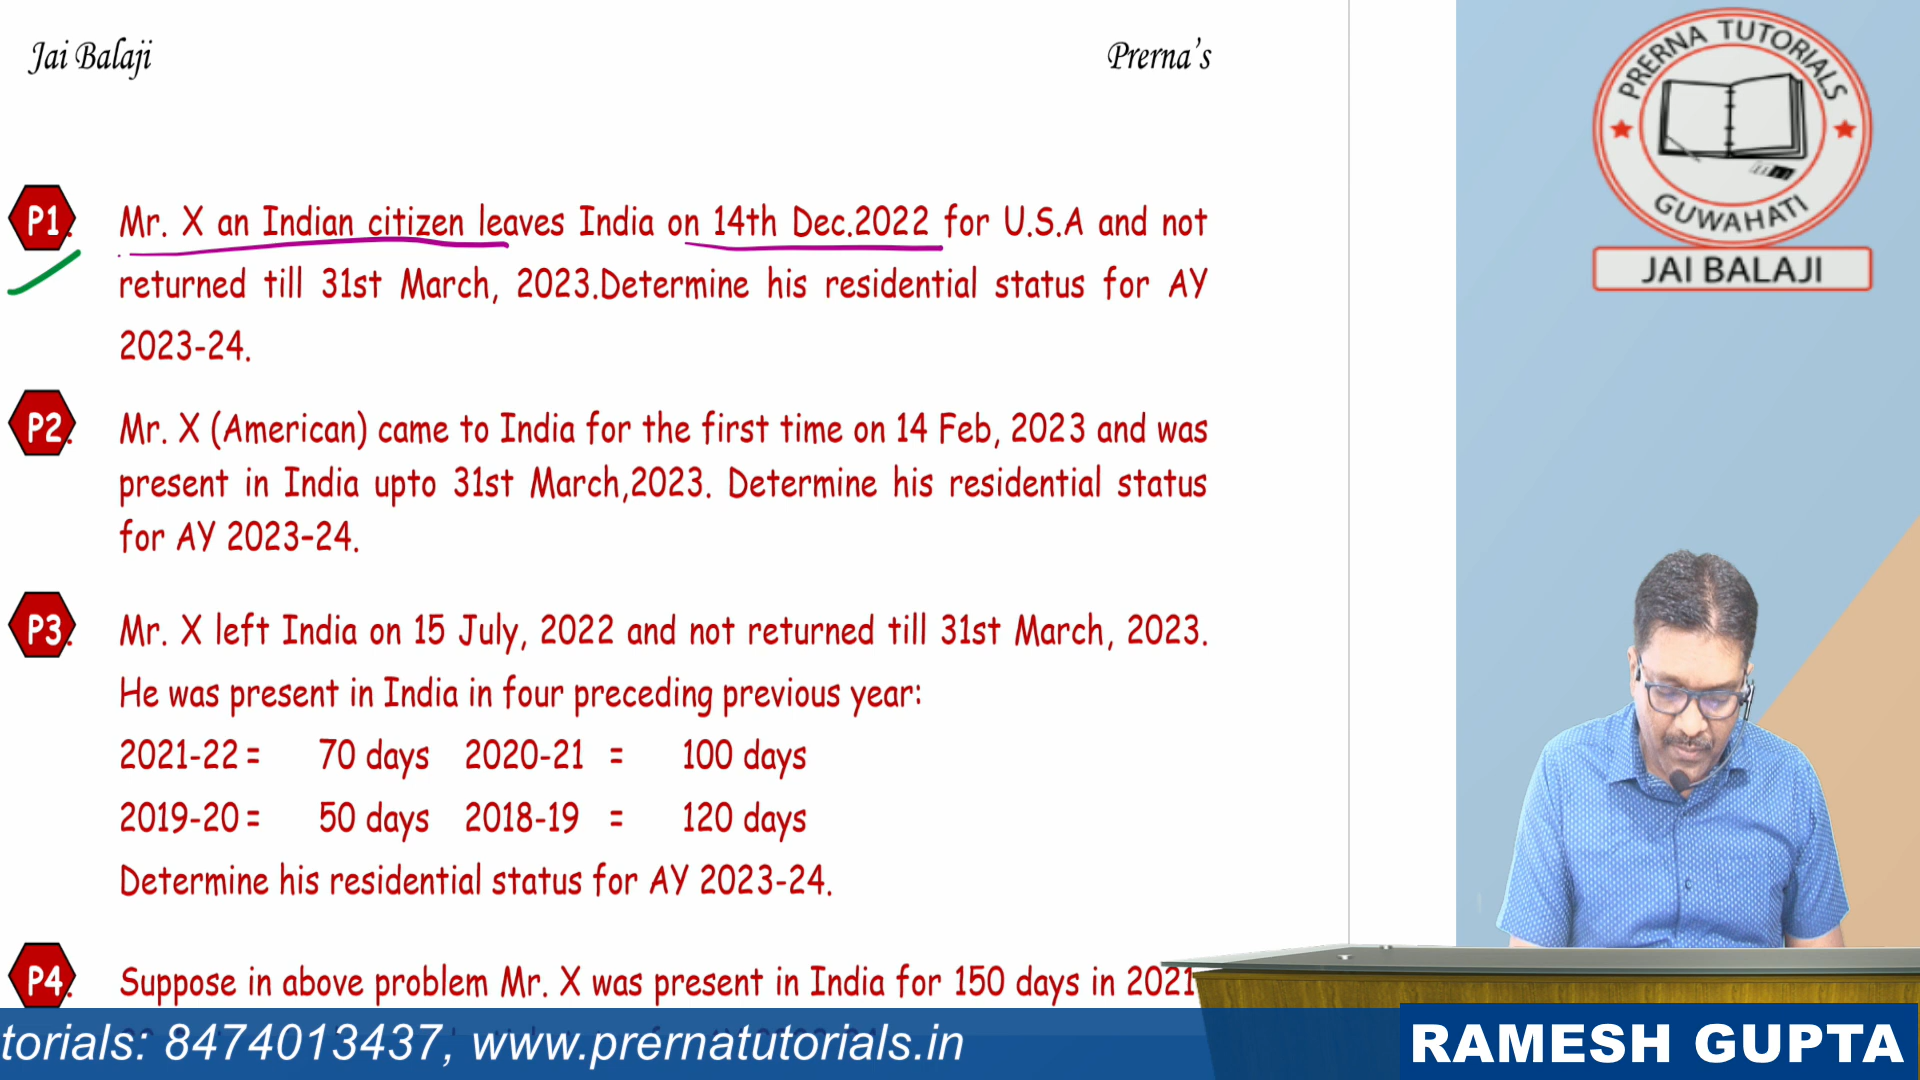 Jai Balaji
Prerna's
PRERNA TUTORIALS
GUWAHATI
JAI BALAJI
P1. Mr. X an Indian citizen leaves India on 14th Dec.2022 for U.S.A and not
returned till 31st March, 2023.Determine his residential status for AY
2023-24.
P2. Mr. X (American) came to India for the first time on 14 Feb, 2023 and was
present in India upto 31st March,2023. Determine his residential status
for AY 2023-24.
P3. Mr. X left India on 15 July, 2022 and not returned till 31st March, 2023.
He was present in India in four preceding previous year:
2021-22 = 70 days 2020-21 = 100 days
2019-20 = 50 days 2018-19 = 120 days
Determine his residential status for AY 2023-24.
P4. Suppose in above problem Mr. X was present in India for 150 days in 2021-
torials: 8474013437, www.prernatutorials.in
RAMESH GUPTA